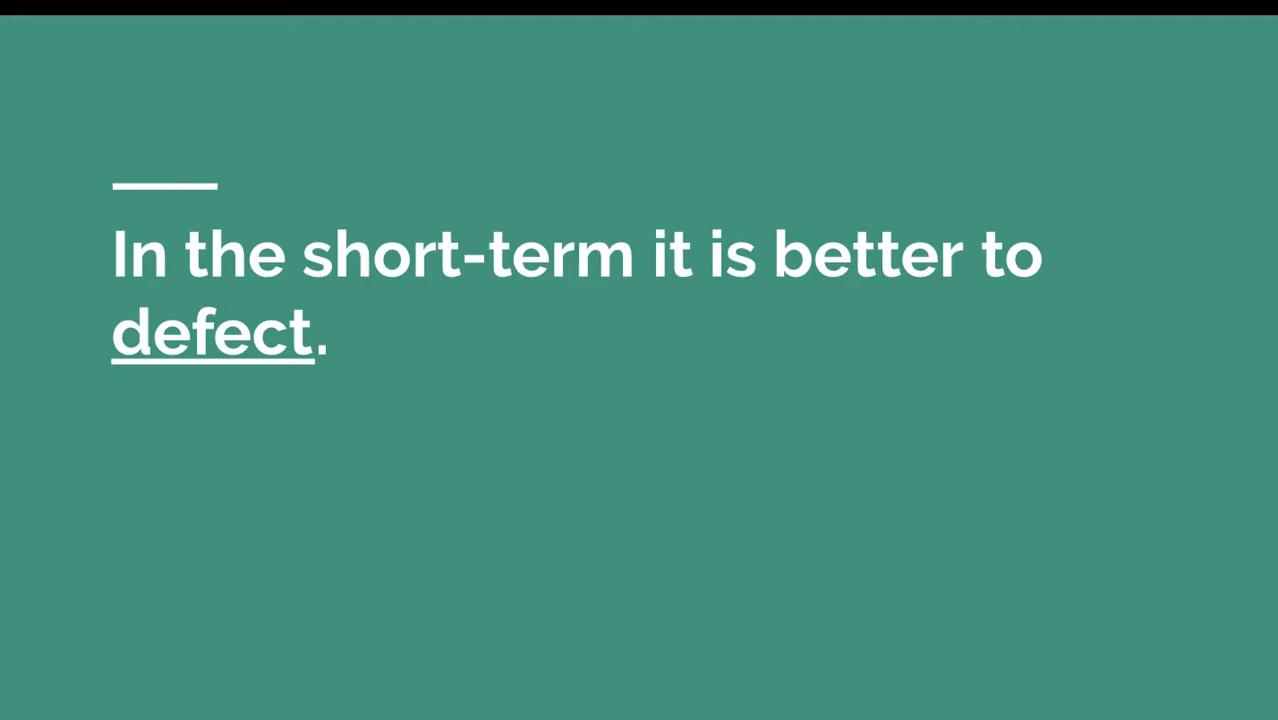 In the short-term it is better to
defect.